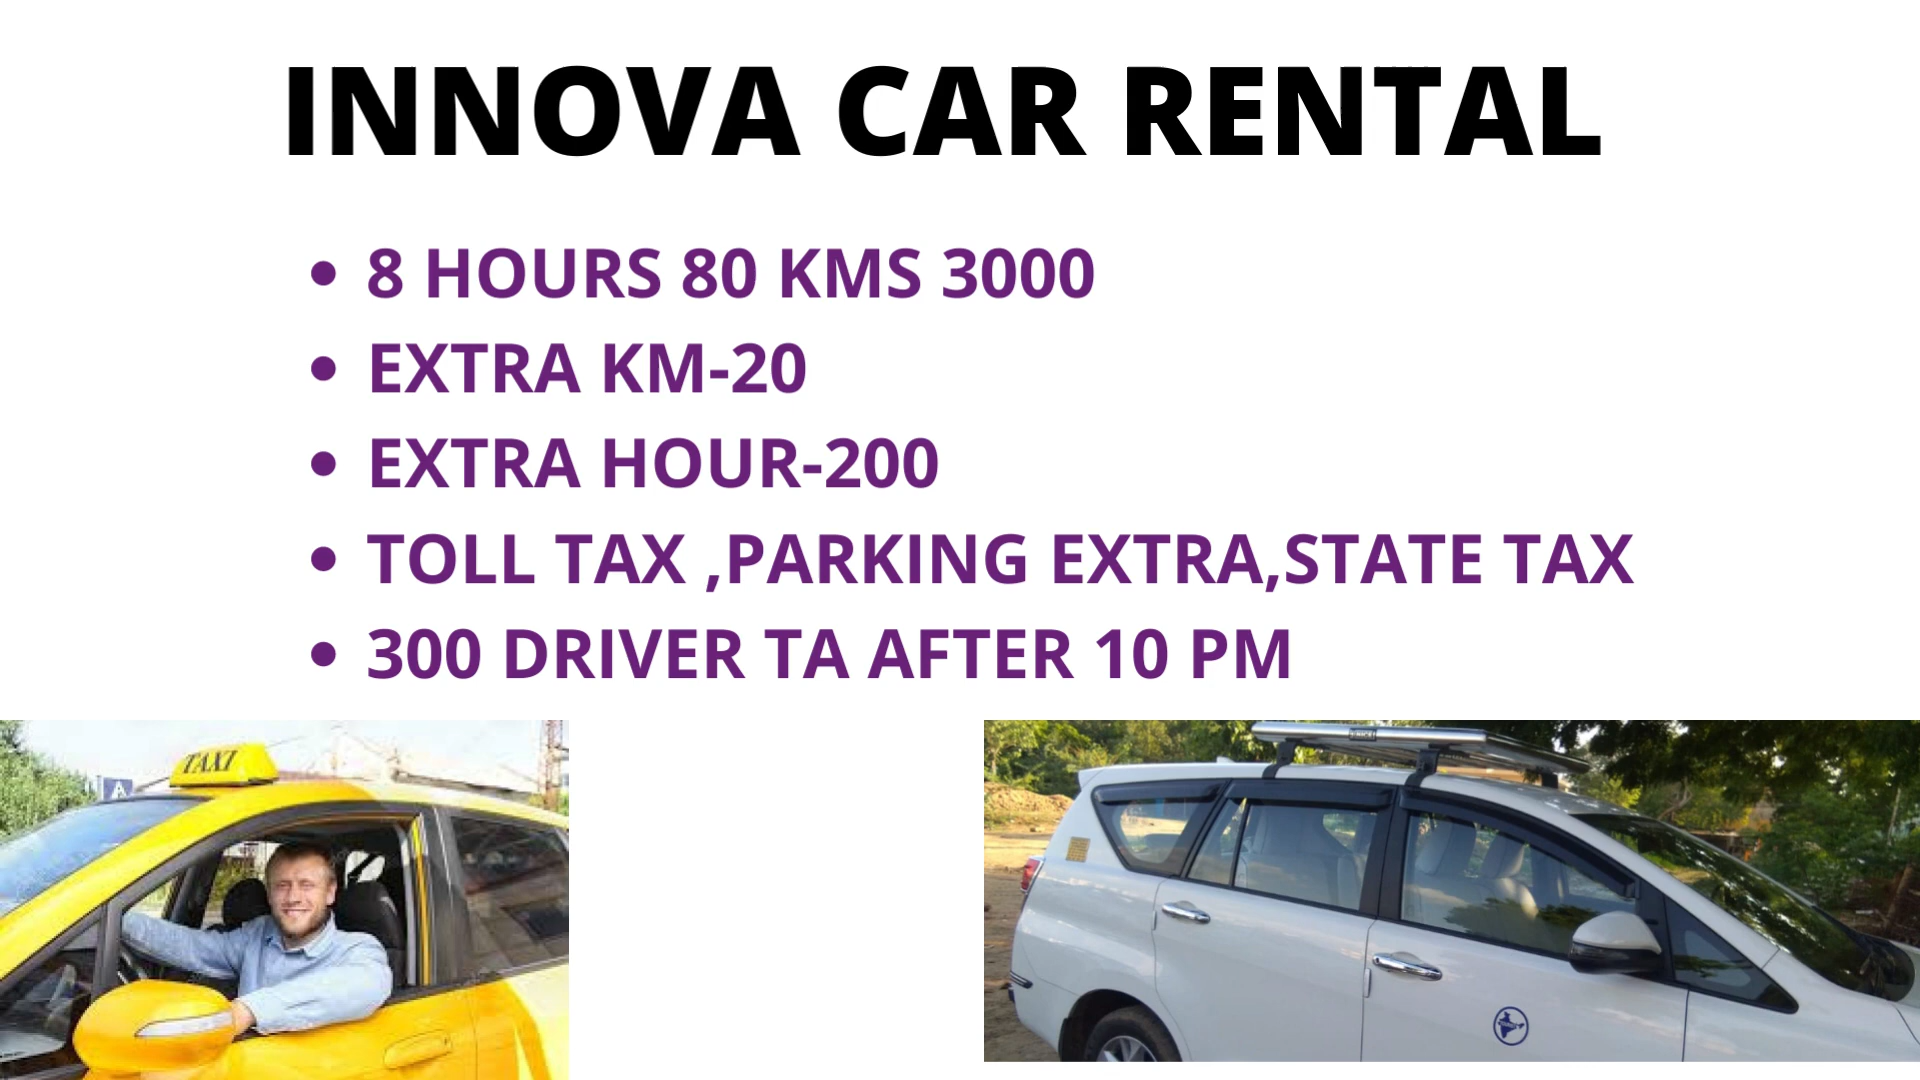 INNOVA CAR RENTAL
8 HOURS 80 KMS 3000
EXTRA KM-20
EXTRA HOUR-200
TOLL TAX ,PARKING EXTRA,STATE TAX
300 DRIVER TA AFTER 10 PM
TAXI